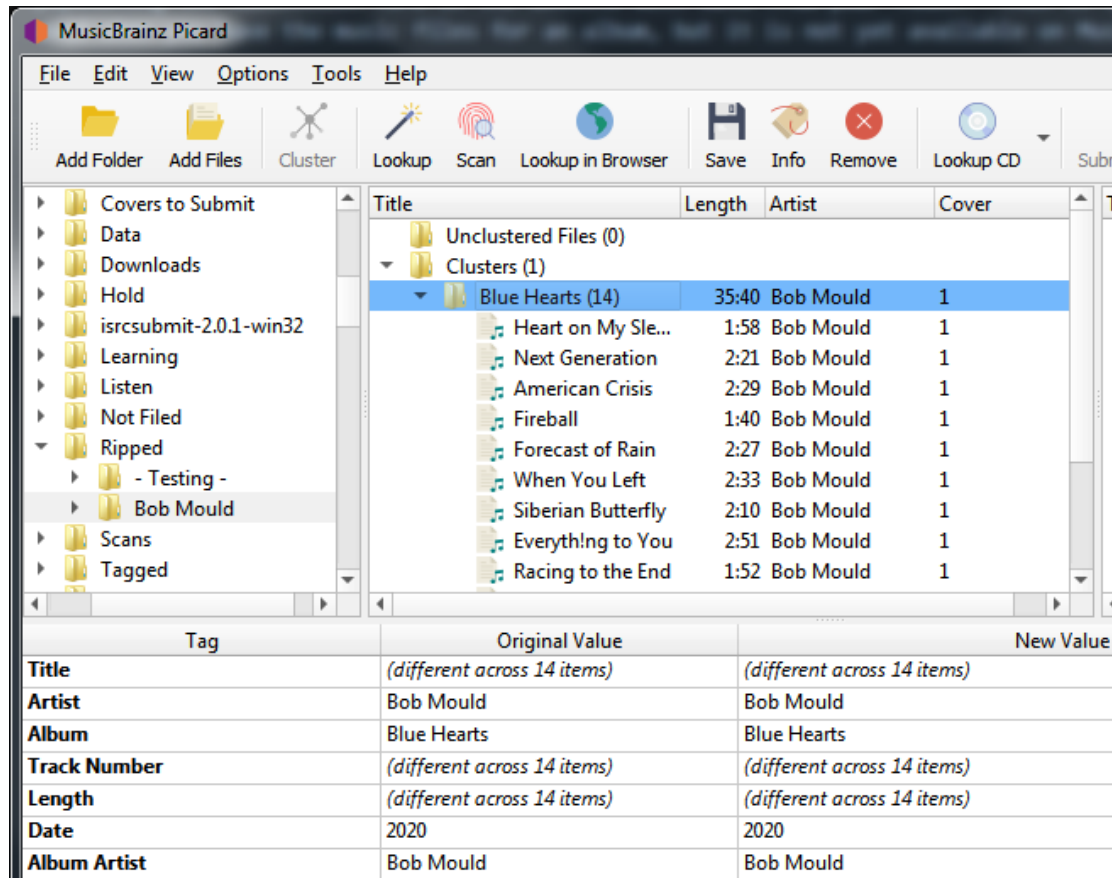 MusicBrainz Picard
File Edit View Options Tools Help
Add Folder Add Files Cluster Lookup Scan Lookup in Browser Save Info Remove Lookup CD
Covers to Submit
Data
Downloads
Hold
isrcsubmit-2.0.1-win32
Learning
Listen
Not Filed
Ripped
- Testing -
Bob Mould
Scans
Tagged
Title Length Artist Cover
Unclustered Files (0)
Clusters (1)
Blue Hearts (14) 35:40 Bob Mould 1
Heart on My Sle... 1:58 Bob Mould 1
Next Generation 2:21 Bob Mould 1
American Crisis 2:29 Bob Mould 1
Fireball 1:40 Bob Mould 1
Forecast of Rain 2:27 Bob Mould 1
When You Left 2:33 Bob Mould 1
Siberian Butterfly 2:10 Bob Mould 1
Everyth!ng to You 2:51 Bob Mould 1
Racing to the End 1:52 Bob Mould 1
Tag Original Value New Value
Title (different across 14 items) (different across 14 items)
Artist Bob Mould Bob Mould
Album Blue Hearts Blue Hearts
Track Number (different across 14 items) (different across 14 items)
Length (different across 14 items) (different across 14 items)
Date 2020 2020
Album Artist Bob Mould Bob Mould